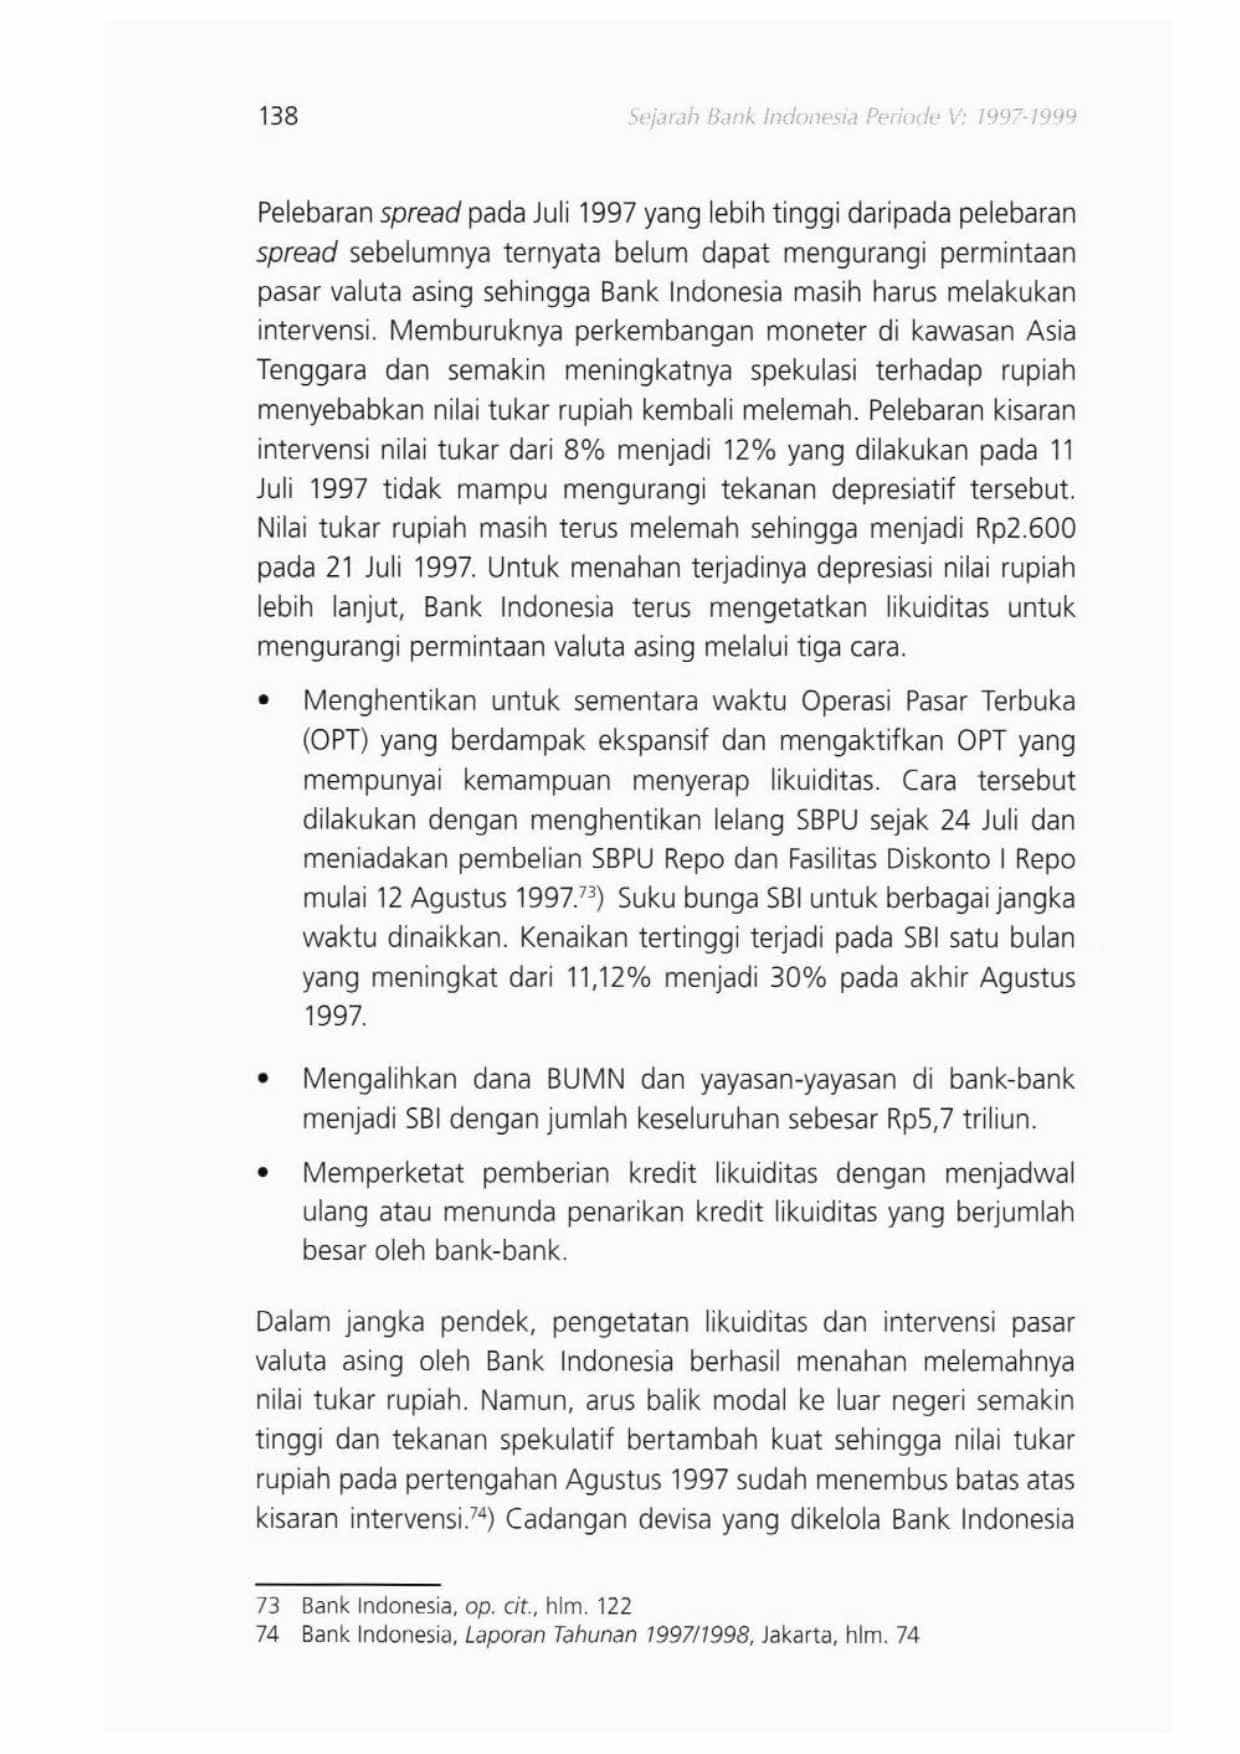 138
Sejarah Bank Indonesia Periode V: 1997-1999
Pelebaran spread pada Juli 1997 yang lebih tinggi daripada pelebaran
spread sebelumnya ternyata belum dapat mengurangi permintaan
pasar valuta asing sehingga Bank Indonesia masih harus melakukan
intervensi. Memburuknya perkembangan moneter di kawasan Asia
Tenggara dan semakin meningkatnya spekulasi terhadap rupiah
menyebabkan nilai tukar rupiah kembali melemah. Pelebaran kisaran
intervensi nilai tukar dari 8% menjadi 12% yang dilakukan pada 11
Juli 1997 tidak mampu mengurangi tekanan depresiatif tersebut.
Nilai tukar rupiah masih terus melemah sehingga menjadi Rp2.600
pada 21 Juli 1997. Untuk menahan terjadinya depresiasi nilai rupiah
lebih lanjut, Bank Indonesia terus mengetatkan likuiditas untuk
mengurangi permintaan valuta asing melalui tiga cara.
• Menghentikan untuk sementara waktu Operasi Pasar Terbuka
(OPT) yang berdampak ekspansif dan mengaktifkan OPT yang
mempunyai kemampuan menyerap likuiditas. Cara tersebut
dilakukan dengan menghentikan lelang SBPU sejak 24 Juli dan
meniadakan pembelian SBPU Repo dan Fasilitas Diskonto I Repo
mulai 12 Agustus 1997.⁷³) Suku bunga SBI untuk berbagai jangka
waktu dinaikkan. Kenaikan tertinggi terjadi pada SBI satu bulan
yang meningkat dari 11,12% menjadi 30% pada akhir Agustus
1997.
• Mengalihkan dana BUMN dan yayasan-yayasan di bank-bank
menjadi SBI dengan jumlah keseluruhan sebesar Rp5,7 triliun.
• Memperketat pemberian kredit likuiditas dengan menjadwal
ulang atau menunda penarikan kredit likuiditas yang berjumlah
besar oleh bank-bank.
Dalam jangka pendek, pengetatan likuiditas dan intervensi pasar
valuta asing oleh Bank Indonesia berhasil menahan melemahnya
nilai tukar rupiah. Namun, arus balik modal ke luar negeri semakin
tinggi dan tekanan spekulatif bertambah kuat sehingga nilai tukar
rupiah pada pertengahan Agustus 1997 sudah menembus batas atas
kisaran intervensi.⁷⁴) Cadangan devisa yang dikelola Bank Indonesia
73 Bank Indonesia, op. cit., hlm. 122
74 Bank Indonesia, Laporan Tahunan 1997/1998, Jakarta, hlm. 74